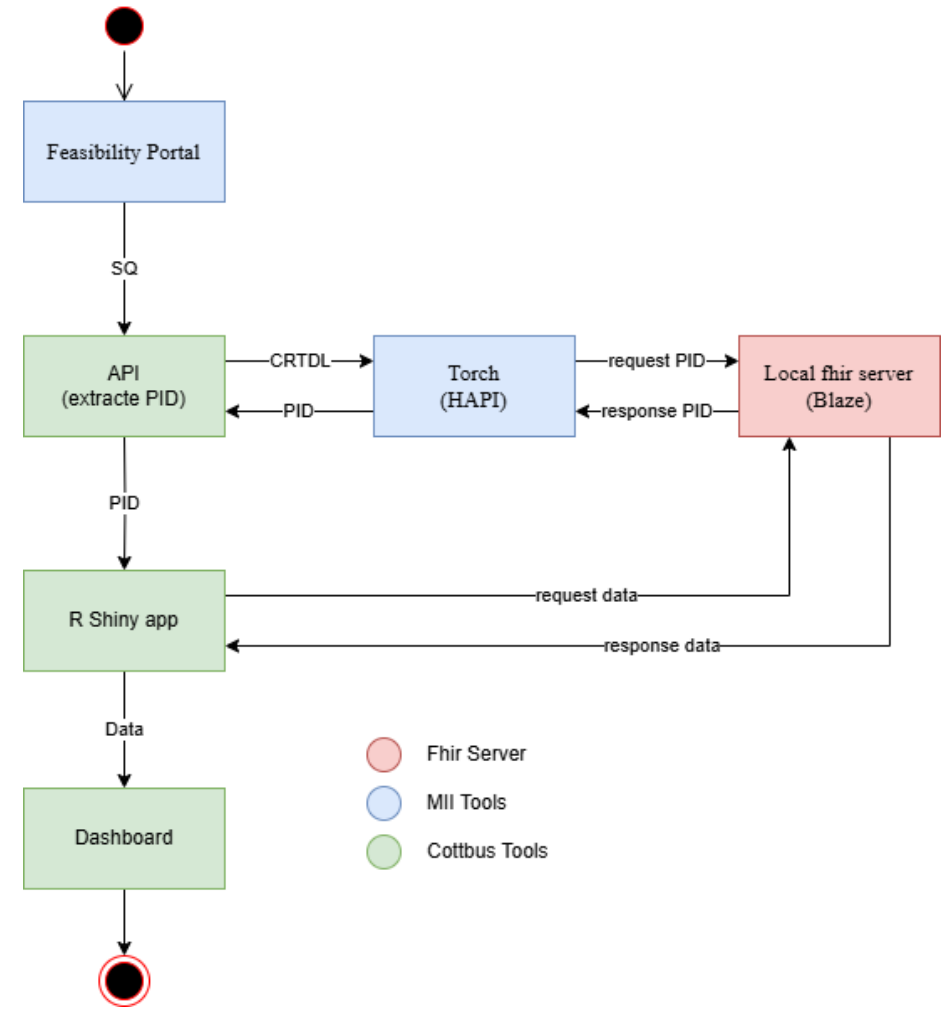 Feasibility Portal
SQ
API
(extracte PID)
CRTDL
PID
Torch
(HAPI)
request PID
response PID
Local fhir server
(Blaze)
PID
R Shiny app
request data
response data
Data
Dashboard
Fhir Server
MII Tools
Cottbus Tools